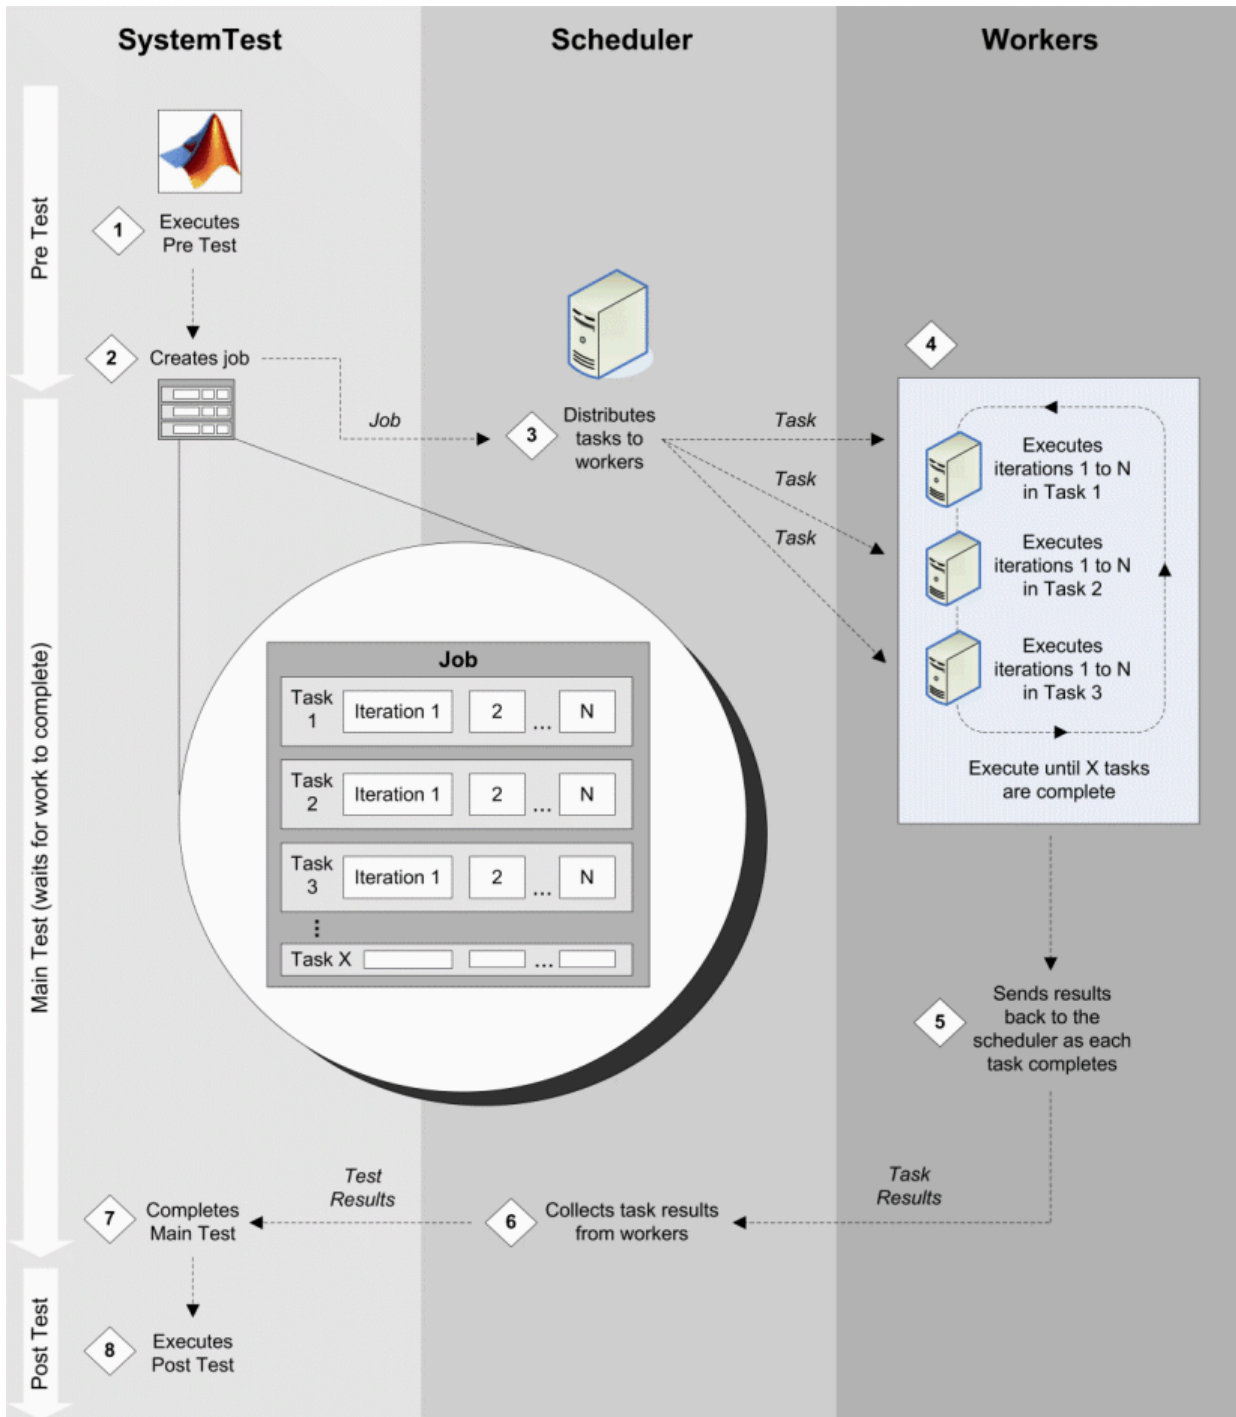 SystemTest
Scheduler
Workers
Pre Test
1
Executes
Pre Test
2
Creates job
Job
3
Distributes
tasks to
workers
Task
Task
Task
4
Executes
iterations 1 to N
in Task 1
Executes
iterations 1 to N
in Task 2
Executes
iterations 1 to N
in Task 3
Execute until X tasks
are complete
Main Test (waits for work to complete)
Job
Task
1
Iteration 1
2
...
N
Task
2
Iteration 1
2
...
N
Task
3
Iteration 1
2
...
N
⋮
Task X
...
5
Sends results
back to the
scheduler as each
task completes
Task
Results
6
Collects task results
from workers
Test
Results
7
Completes
Main Test
Post Test
8
Executes
Post Test